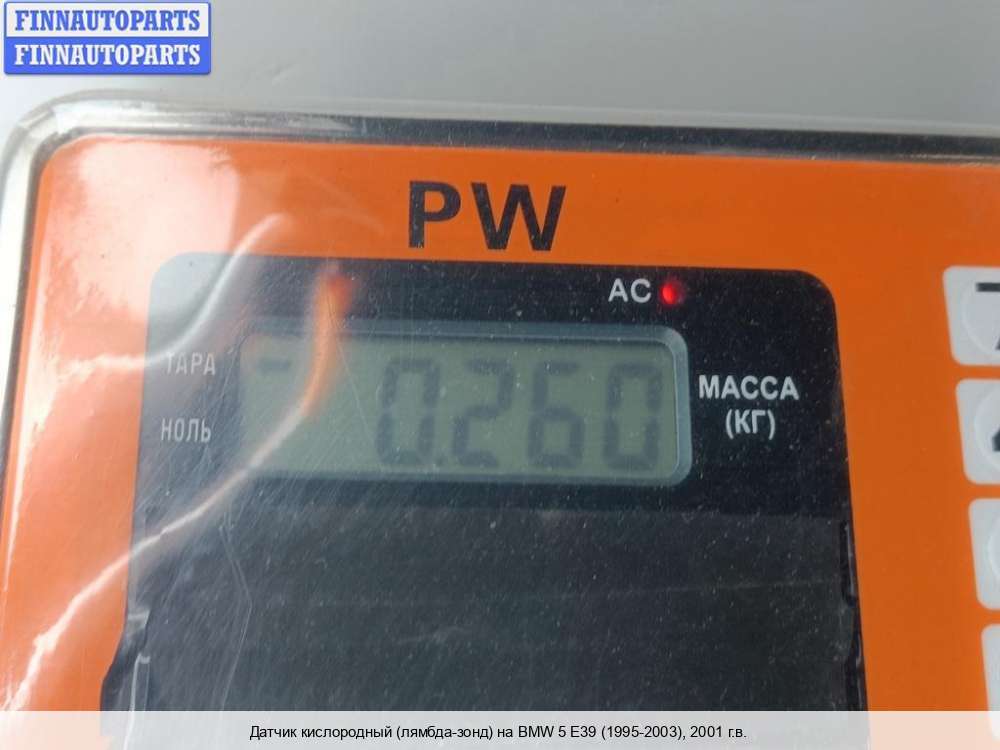 FINNAUTOPARTS
FINNAUTOPARTS
PW
AC
ТАРА
0.260
МАССА
(КГ)
НОЛЬ
Датчик кислородный (лямбда-зонд) на BMW 5 E39 (1995-2003), 2001 г.в.